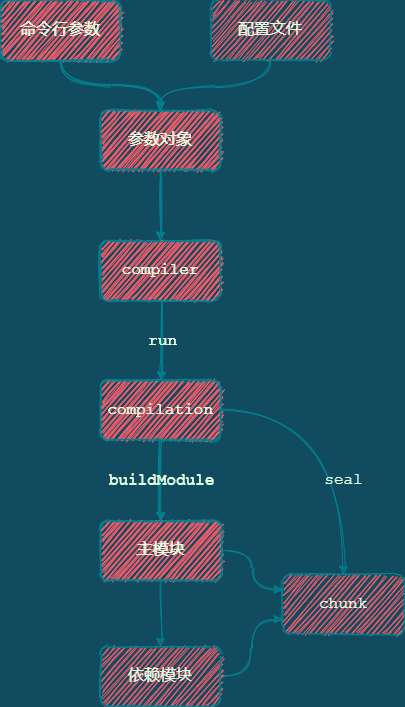 命令行参数
配置文件
参数对象
compiler
run
compilation
buildModule
seal
主模块
chunk
依赖模块